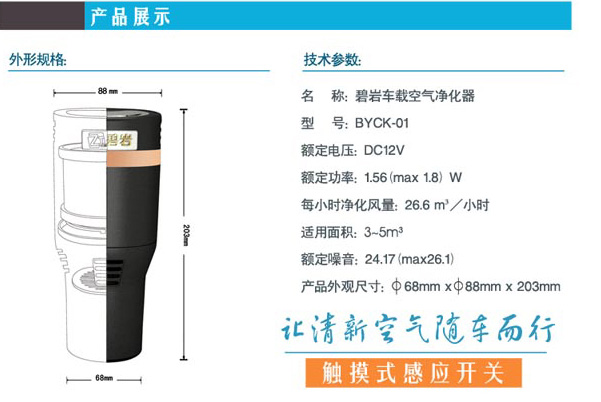 产品展示
外形规格:
88 mm
碧岩
203mm
68mm
技术参数:
名 称: 碧岩车载空气净化器
型 号: BYCK-01
额定电压: DC12V
额定功率: 1.56(max 1.8) W
每小时净化风量: 26.6 m³／小时
适用面积: 3~5m³
额定噪音: 24.17(max26.1)
产品外观尺寸: ϕ68mm xϕ88mm x 203mm
让清新空气随车而行
触摸式感应开关